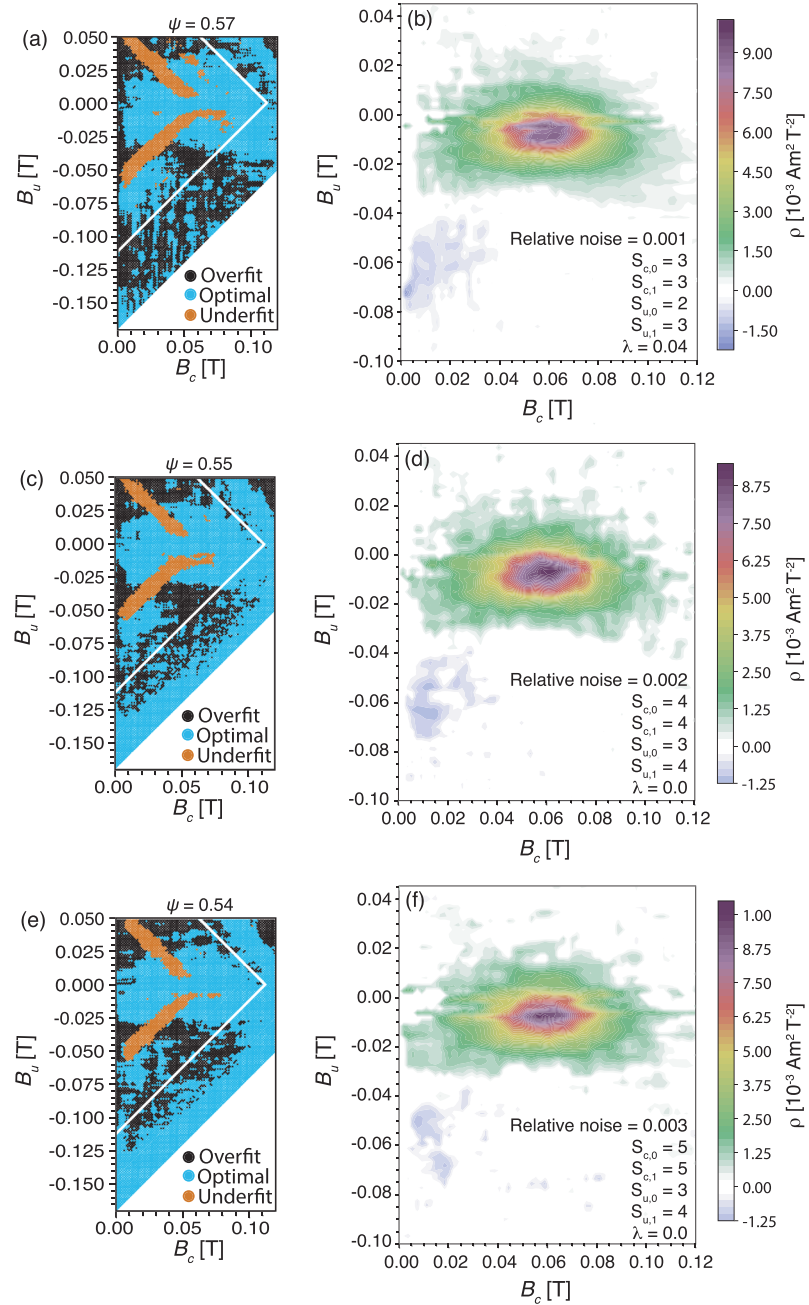 ψ = 0.57
(a)
0.050
0.025
0.000
-0.025
-0.050
-0.075
-0.100
-0.125
-0.150
B_u [T]
Overfit
Optimal
Underfit
0.00 0.05 0.10
B_c [T]
(b)
0.04
0.02
0.00
-0.02
-0.04
-0.06
-0.08
-0.10
B_u [T]
Relative noise = 0.001
S_c,0 = 3
S_c,1 = 3
S_u,0 = 2
S_u,1 = 3
λ = 0.04
0.00 0.02 0.04 0.06 0.08 0.10 0.12
B_c [T]
9.00
7.50
6.00
4.50
3.00
1.50
0.00
-1.50
ρ [10⁻³ Am² T⁻²]
ψ = 0.55
(c)
0.050
0.025
0.000
-0.025
-0.050
-0.075
-0.100
-0.125
-0.150
B_u [T]
Overfit
Optimal
Underfit
0.00 0.05 0.10
B_c [T]
(d)
0.04
0.02
0.00
-0.02
-0.04
-0.06
-0.08
-0.10
B_u [T]
Relative noise = 0.002
S_c,0 = 4
S_c,1 = 4
S_u,0 = 3
S_u,1 = 4
λ = 0.0
0.00 0.02 0.04 0.06 0.08 0.10 0.12
B_c [T]
8.75
7.50
6.25
5.00
3.75
2.50
1.25
0.00
-1.25
ρ [10⁻³ Am² T⁻²]
ψ = 0.54
(e)
0.050
0.025
0.000
-0.025
-0.050
-0.075
-0.100
-0.125
-0.150
B_u [T]
Overfit
Optimal
Underfit
0.00 0.05 0.10
B_c [T]
(f)
0.04
0.02
0.00
-0.02
-0.04
-0.06
-0.08
-0.10
B_u [T]
Relative noise = 0.003
S_c,0 = 5
S_c,1 = 5
S_u,0 = 3
S_u,1 = 4
λ = 0.0
0.00 0.02 0.04 0.06 0.08 0.10 0.12
B_c [T]
1.00
8.75
7.50
6.25
5.00
3.75
2.50
1.25
0.00
-1.25
ρ [10⁻³ Am² T⁻²]